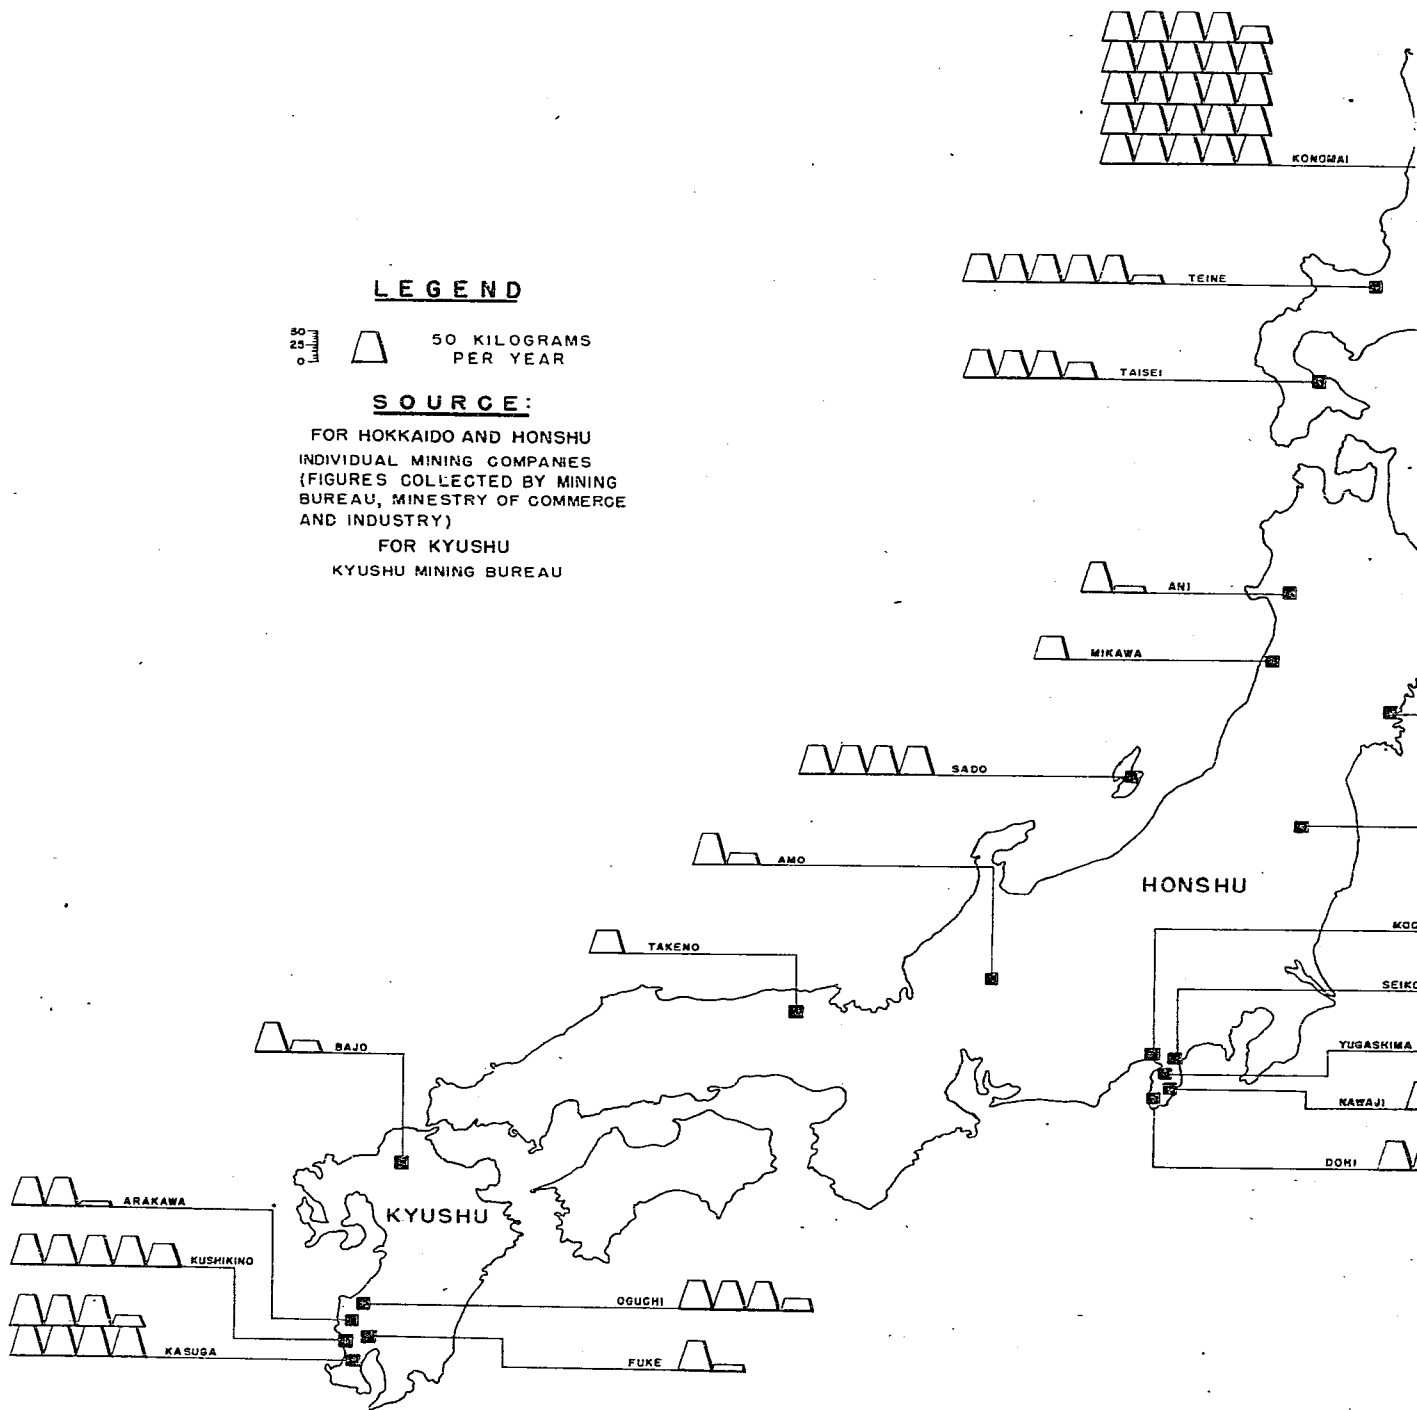 KONOMAI
TEINE
LEGEND
50
25
0
50 KILOGRAMS
PER YEAR
TAISEI
SOURCE:
FOR HOKKAIDO AND HONSHU
INDIVIDUAL MINING COMPANIES
(FIGURES COLLECTED BY MINING
BUREAU, MINESTRY OF COMMERCE
AND INDUSTRY)
FOR KYUSHU
KYUSHU MINING BUREAU
ANI
MIKAWA
SADO
AMO
HONSHU
TAKENO
SEIKO
BAJO
YUGASHIMA
NAWAJI
DOHI
ARAKAWA
KYUSHU
KUSHIKINO
OGUCHI
KASUGA
FUKE